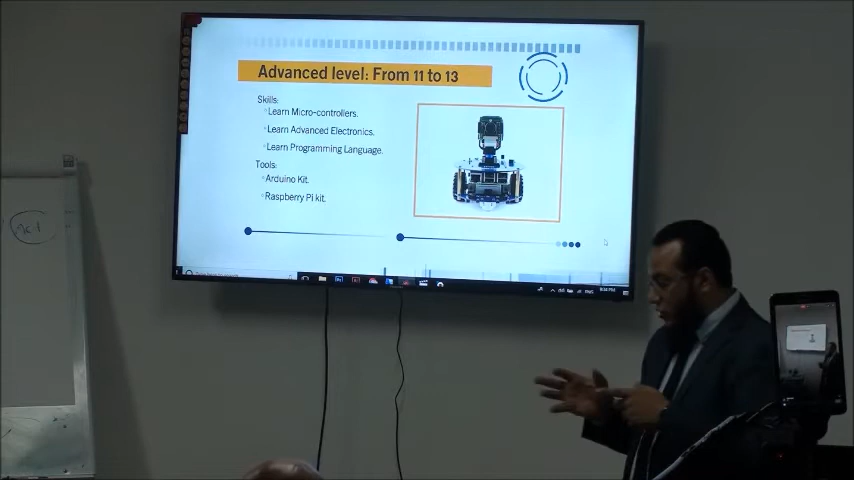 Advanced level: From 11 to 13
Skills:
Learn Micro-controllers.
Learn Advanced Electronics.
Learn Programming Language.
Tools:
Arduino Kit.
Raspberry Pi kit.